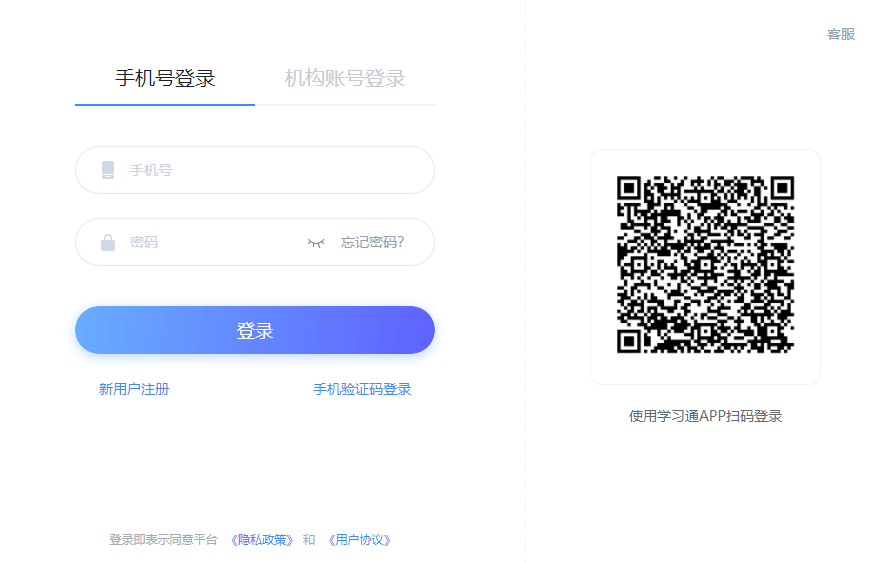 客服
手机号登录 机构账号登录
手机号
密码 忘记密码?
登录
新用户注册 手机验证码登录
使用学习通APP扫码登录
登录即表示同意平台 《隐私政策》 和 《用户协议》